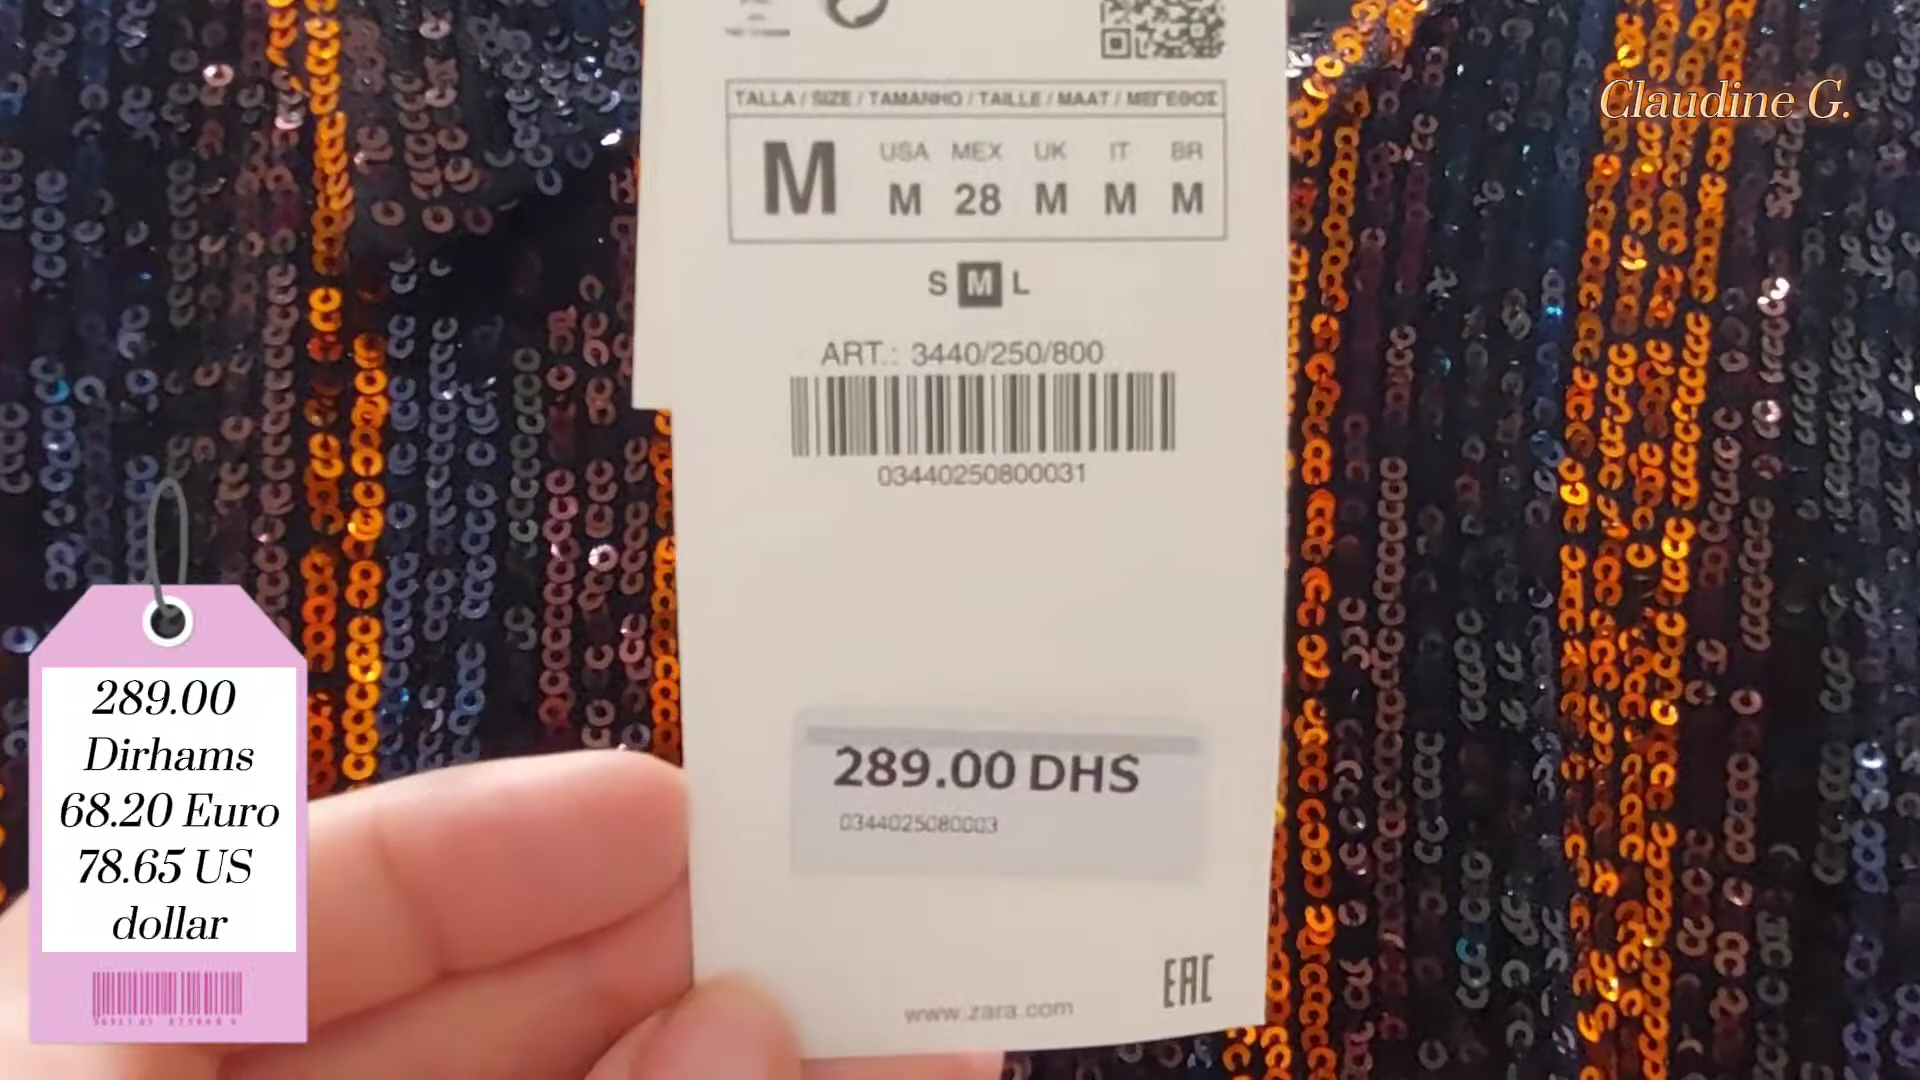 Claudine G.
TALLA / SIZE / TAMANHO / TAILLE / MAAT / ΜΕΓΕΘΟΣ
M
USA MEX UK IT BR
M 28 M M M
S M L
ART.: 3440/250/800
03440250800031
289.00 DHS
0344025080003
EAC
www.zara.com
289.00
Dirhams
68.20 Euro
78.65 US
dollar